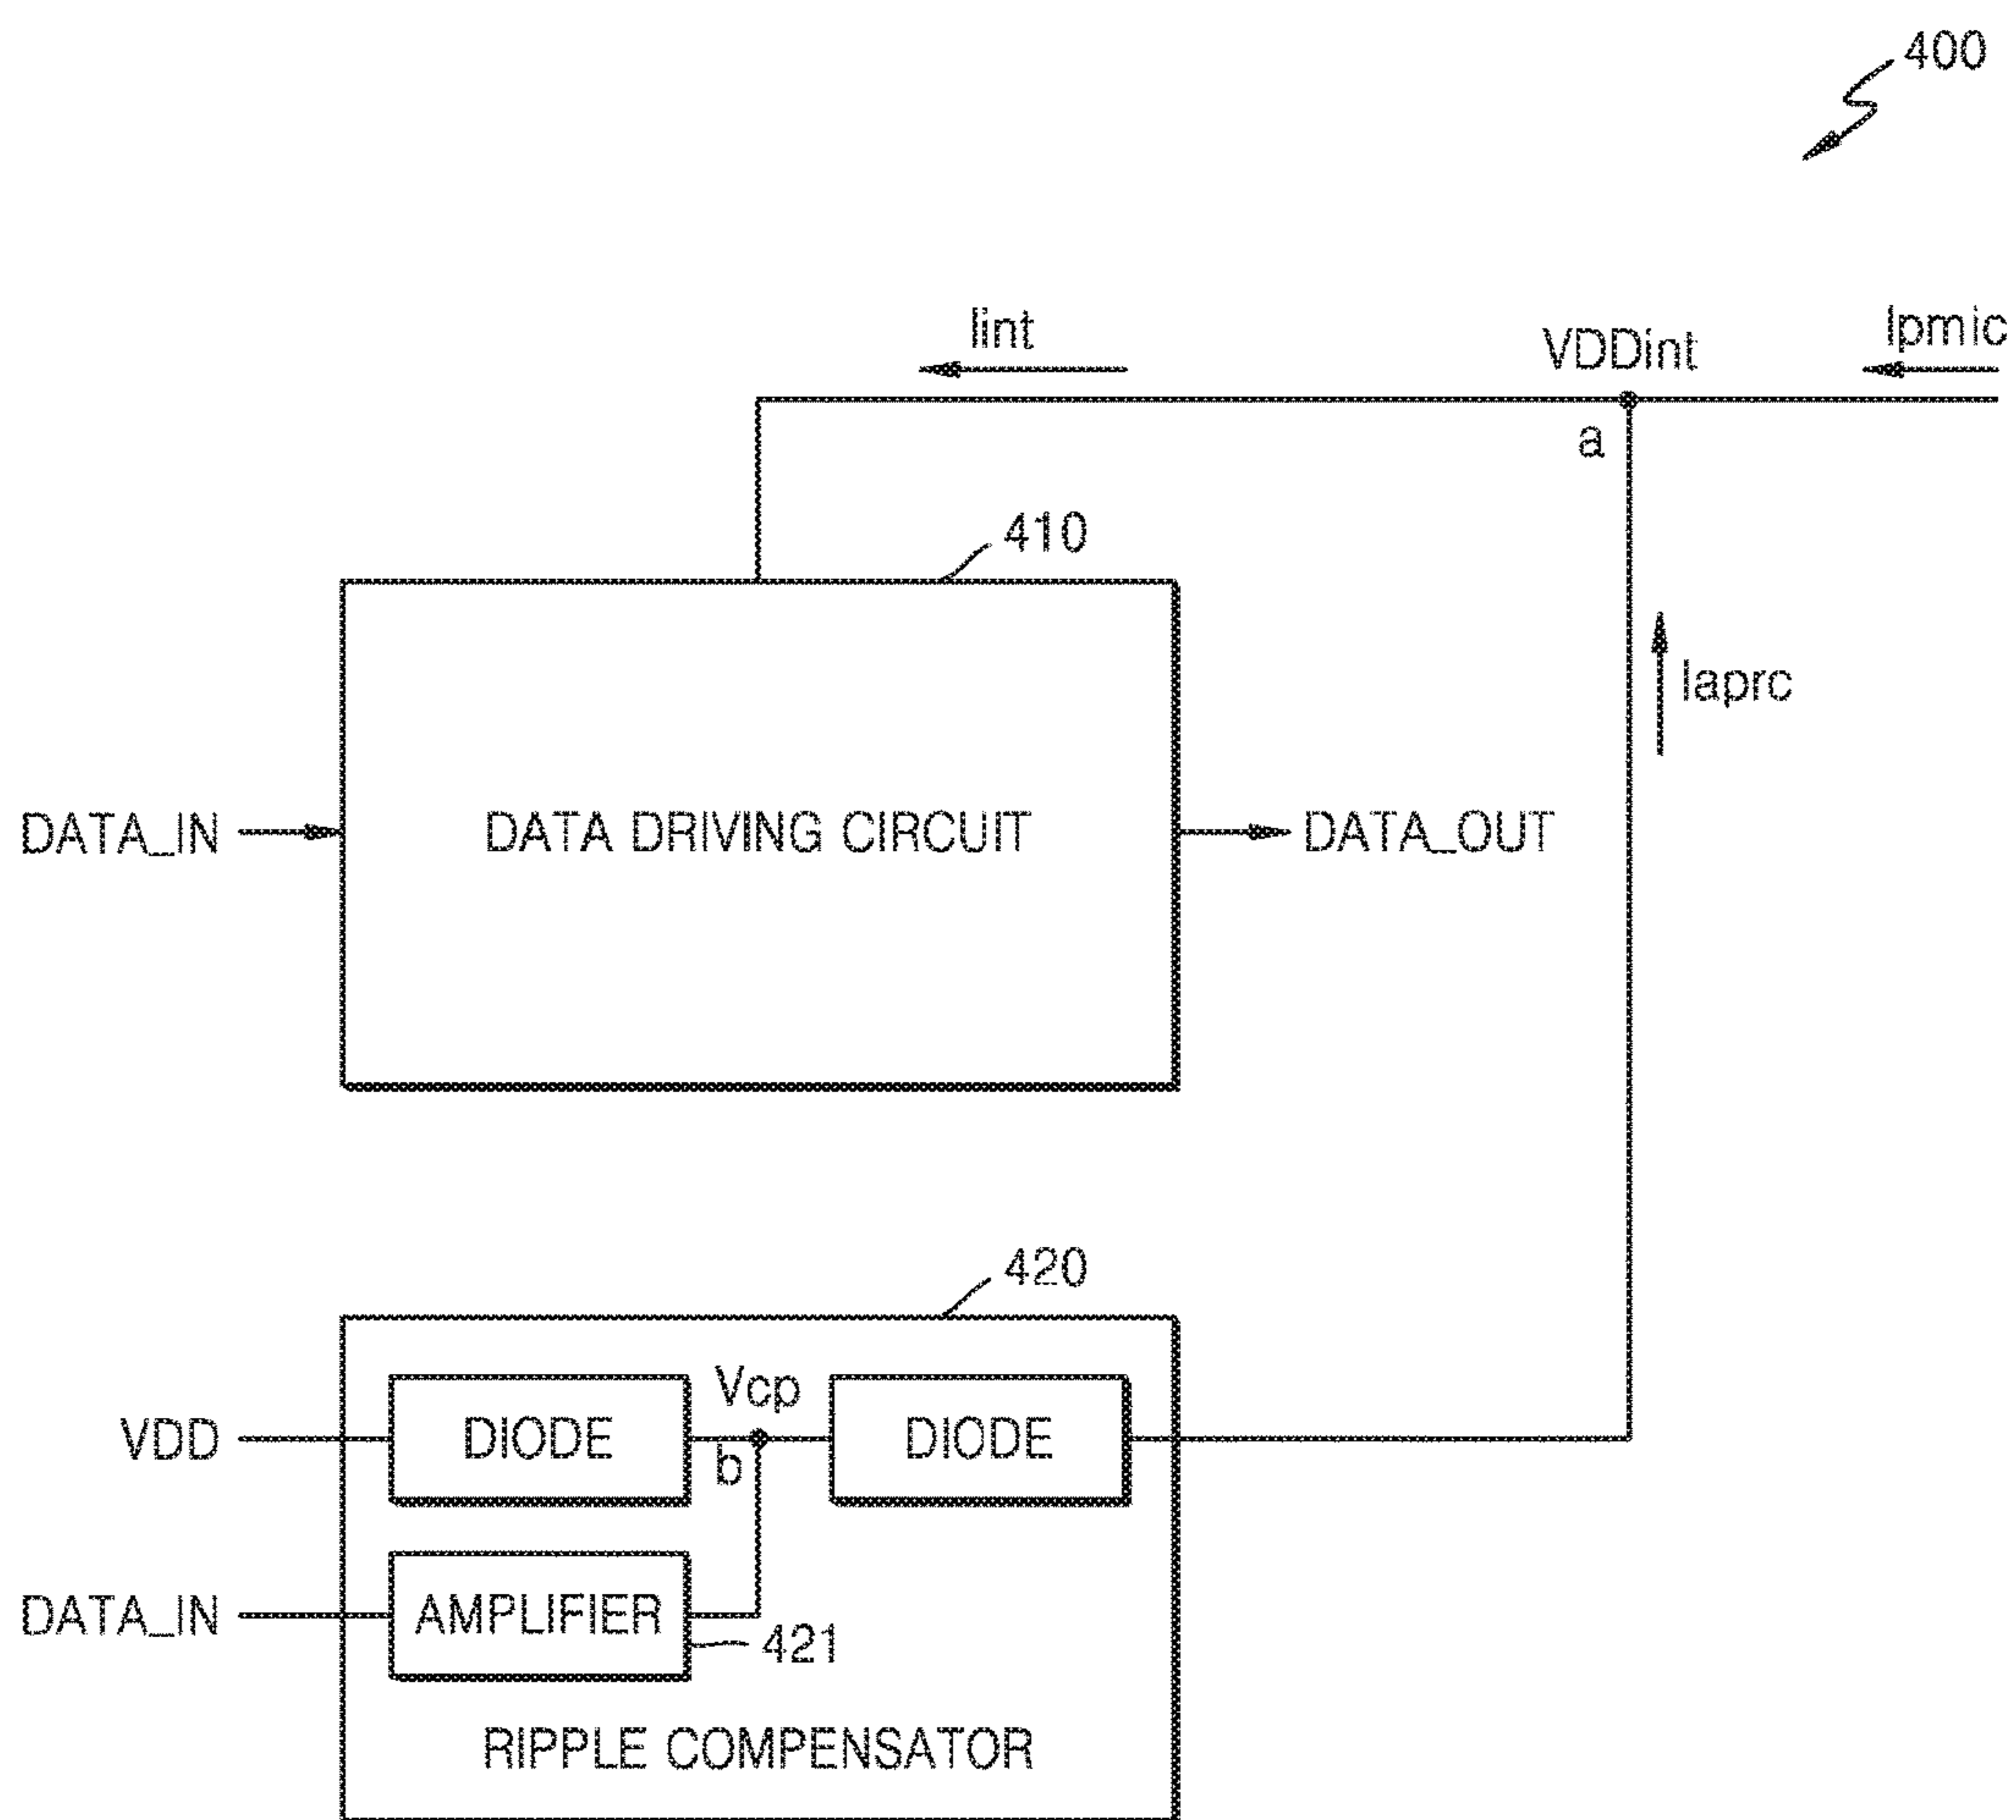 400
Iint
VDDint
Ipmic
a
410
Iaprc
DATA_IN
DATA DRIVING CIRCUIT
DATA_OUT
420
Vcp
VDD
DIODE
b
DIODE
DATA_IN
AMPLIFIER
421
RIPPLE COMPENSATOR